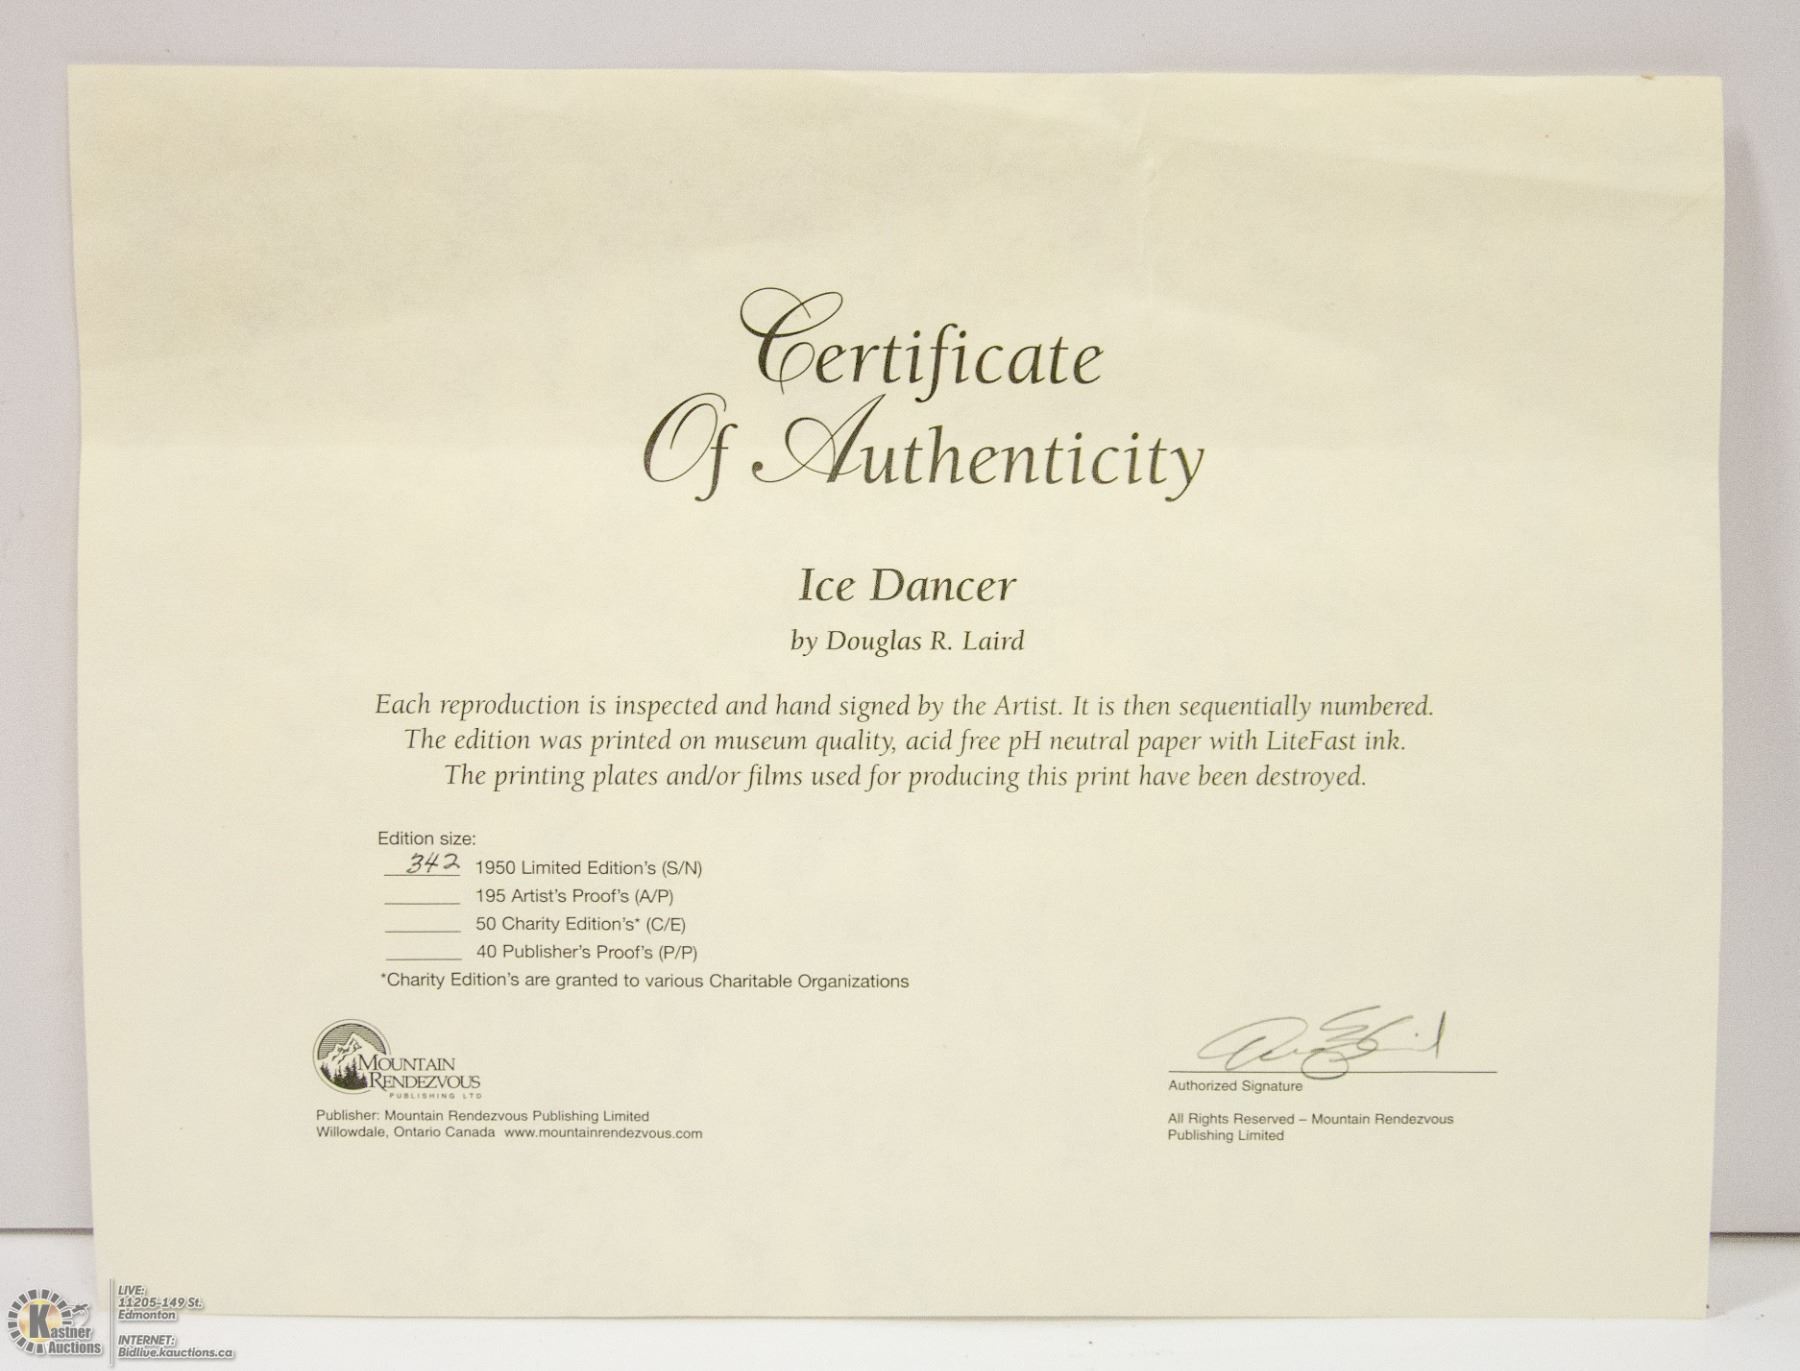 Certificate
Of Authenticity
Ice Dancer
by Douglas R. Laird
Each reproduction is inspected and hand signed by the Artist. It is then sequentially numbered.
The edition was printed on museum quality, acid free pH neutral paper with LiteFast ink.
The printing plates and/or films used for producing this print have been destroyed.
Edition size:
342 1950 Limited Edition's (S/N)
195 Artist's Proof's (A/P)
50 Charity Edition's* (C/E)
40 Publisher's Proof's (P/P)
*Charity Edition's are granted to various Charitable Organizations
MOUNTAIN
RENDEZVOUS
PUBLISHING LTD
Publisher: Mountain Rendezvous Publishing Limited
Willowdale, Ontario Canada www.mountainrendezvous.com
Authorized Signature
All Rights Reserved – Mountain Rendezvous
Publishing Limited
Kastner
Auctions
LIVE:
11205-149 St.
Edmonton
INTERNET:
Bidlive.kauctions.ca